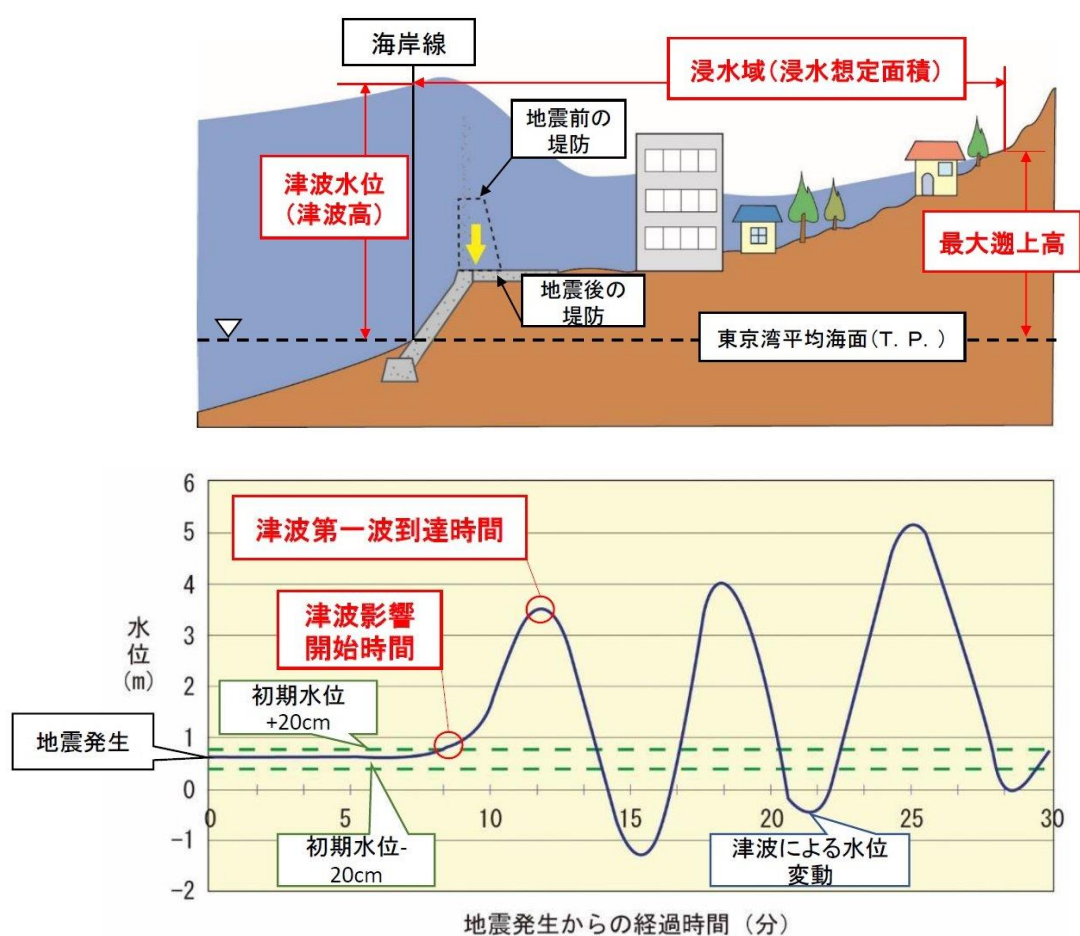 海岸線
浸水域(浸水想定面積)
地震前の
堤防
津波水位
(津波高)
最大遡上高
地震後の
堤防
東京湾平均海面(T. P. )
6
5
4
3
2
1
0
-1
-2
水位
(m)
津波第一波到達時間
津波影響
開始時間
初期水位
+20cm
地震発生
0
5
10
15
20
25
30
初期水位-
20cm
津波による水位
変動
地震発生からの経過時間 (分)